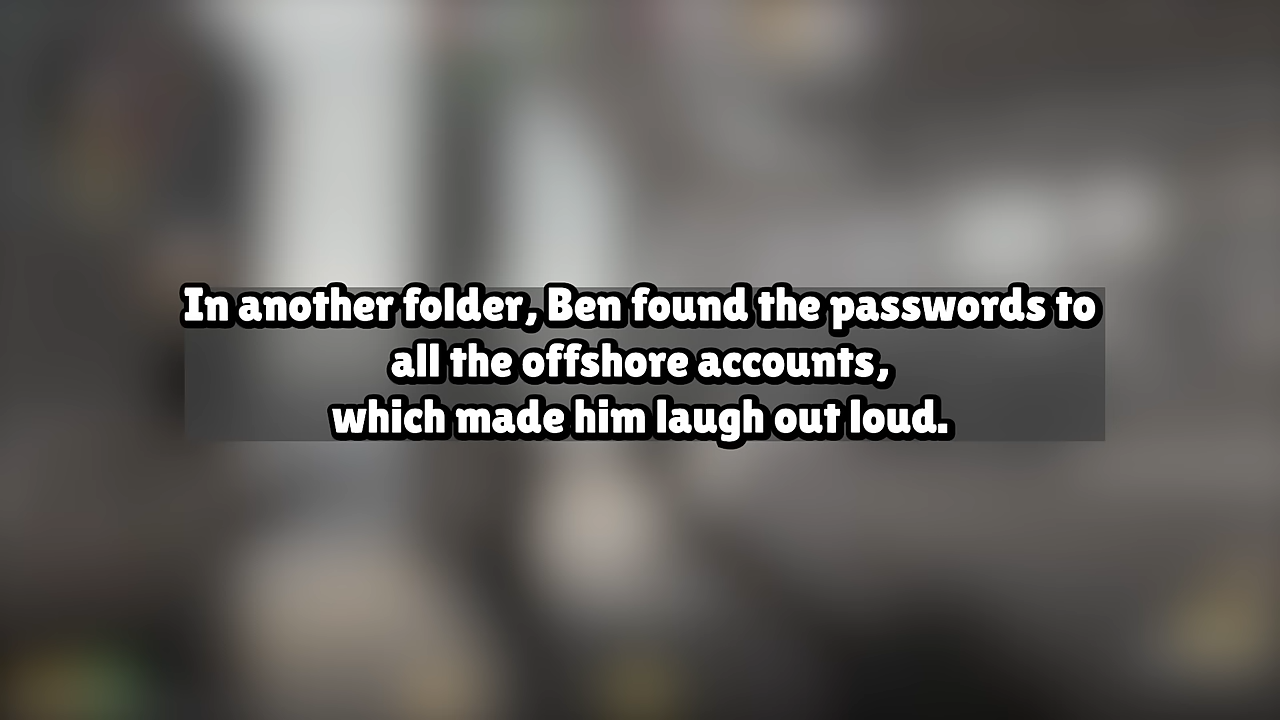 In another folder, Ben found the passwords to
all the offshore accounts,
which made him laugh out loud.